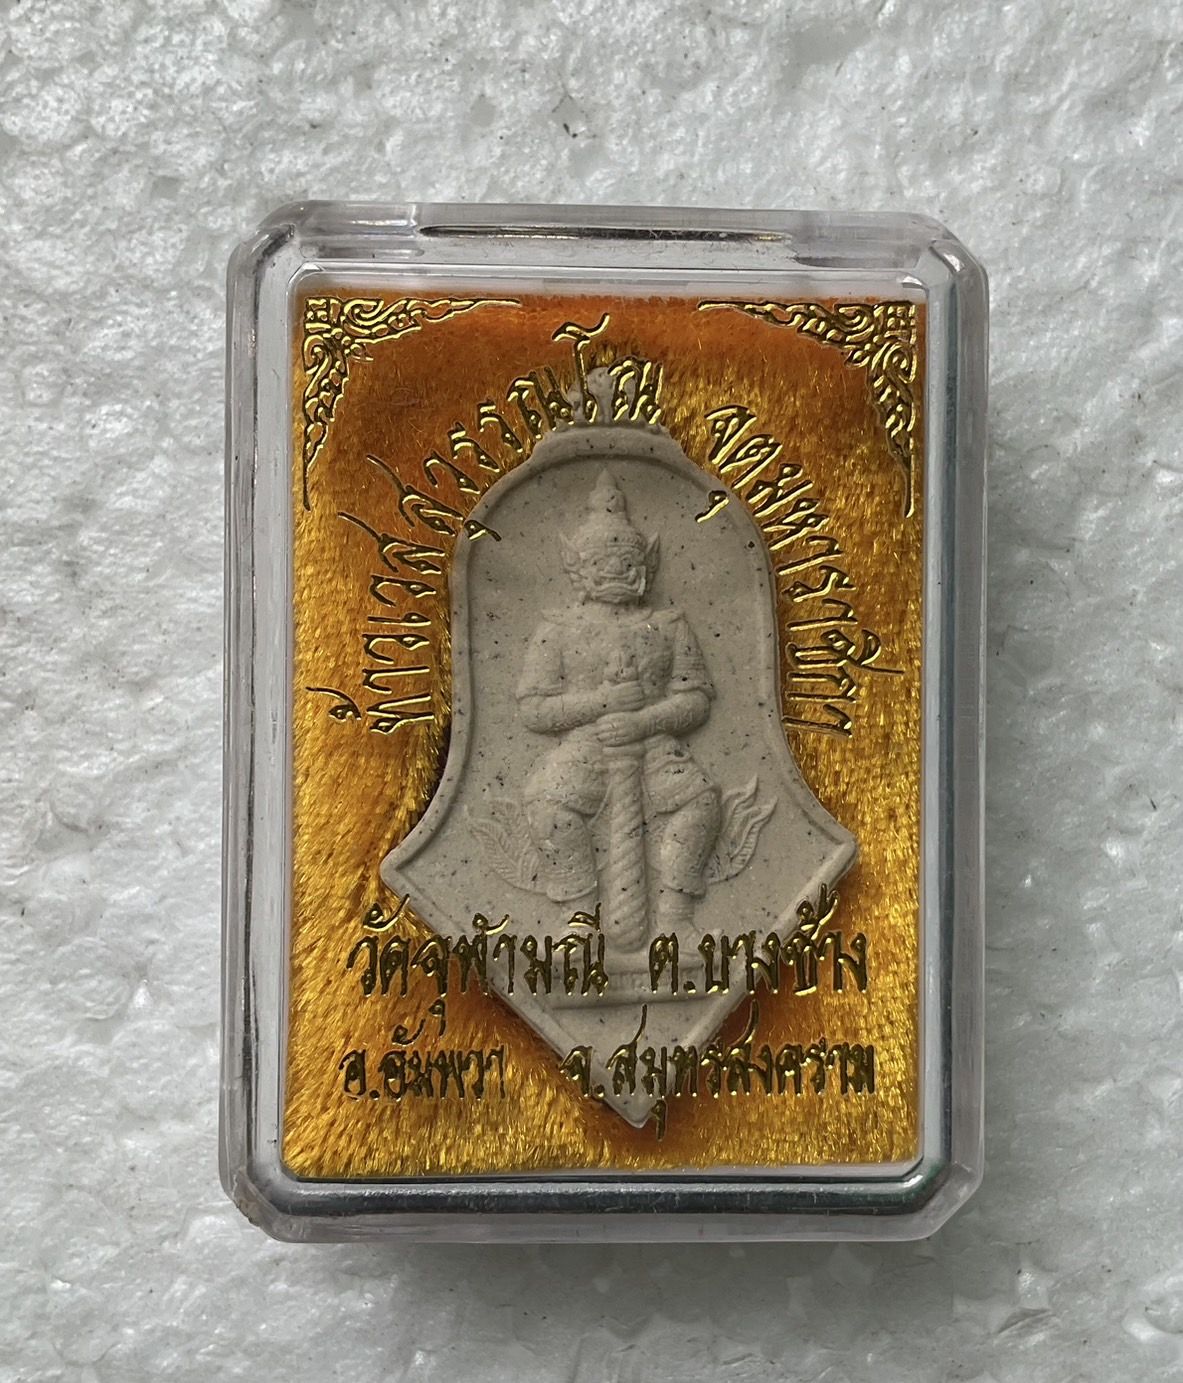 ท้าวเวสสุวรรณโณ จตุมหาราชิกา
วัดจุฬามณี ต.บางช้าง
อ.อัมพวา จ.สมุทรสงคราม